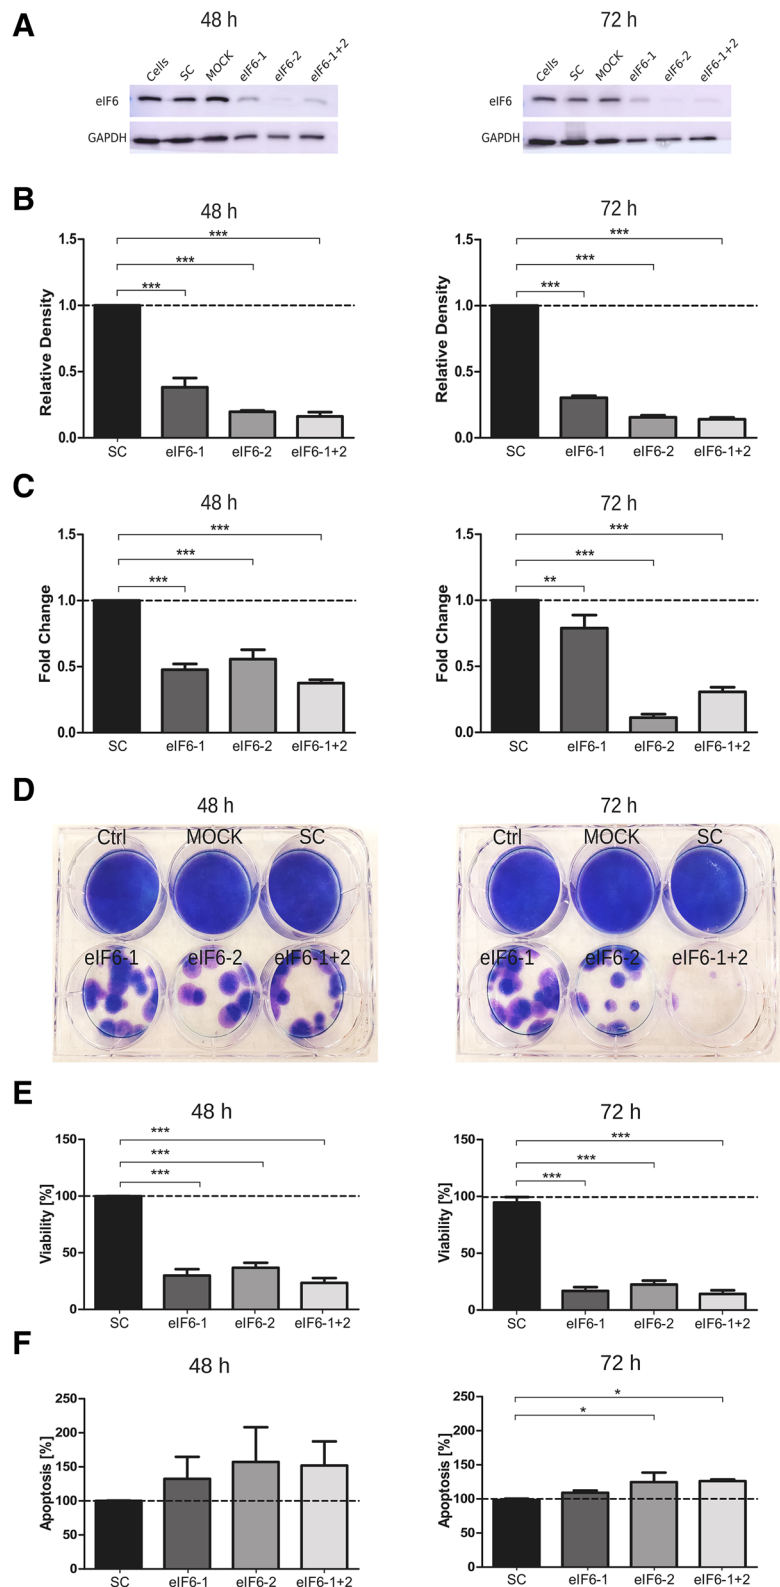 A
48 h
72 h
Cells SC MOCK eIF6-1 eIF6-2 eIF6-1+2
Cells SC MOCK eIF6-1 eIF6-2 eIF6-1+2
eIF6
eIF6
GAPDH
GAPDH
B
48 h
72 h
Relative Density
1.5
1.0
0.5
0.0
***
***
***
SC eIF6-1 eIF6-2 eIF6-1+2
Relative Density
1.5
1.0
0.5
0.0
***
***
***
SC eIF6-1 eIF6-2 eIF6-1+2
C
48 h
72 h
Fold Change
1.5
1.0
0.5
0.0
***
***
***
SC eIF6-1 eIF6-2 eIF6-1+2
Fold Change
1.5
1.0
0.5
0.0
***
***
**
SC eIF6-1 eIF6-2 eIF6-1+2
D
48 h
72 h
Ctrl MOCK SC
eIF6-1 eIF6-2 eIF6-1+2
Ctrl MOCK SC
eIF6-1 eIF6-2 eIF6-1+2
E
48 h
72 h
Viability [%]
150
100
50
0
***
***
***
SC eIF6-1 eIF6-2 eIF6-1+2
Viability [%]
150
100
50
0
***
***
***
SC eIF6-1 eIF6-2 eIF6-1+2
F
48 h
72 h
Apoptosis [%]
250
200
150
100
50
0
SC eIF6-1 eIF6-2 eIF6-1+2
Apoptosis [%]
250
200
150
100
50
0
*
*
SC eIF6-1 eIF6-2 eIF6-1+2